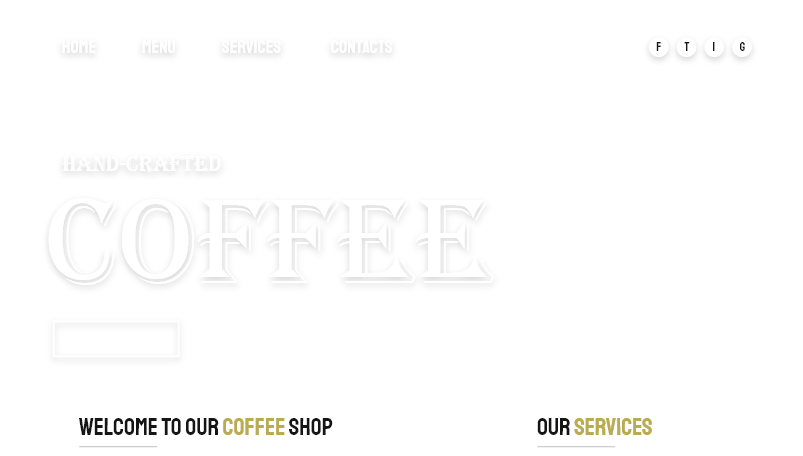 HOME MENU SERVICES CONTACTS F T I G
HAND-CRAFTED
COFFEE
WELCOME TO OUR COFFEE SHOP
OUR SERVICES